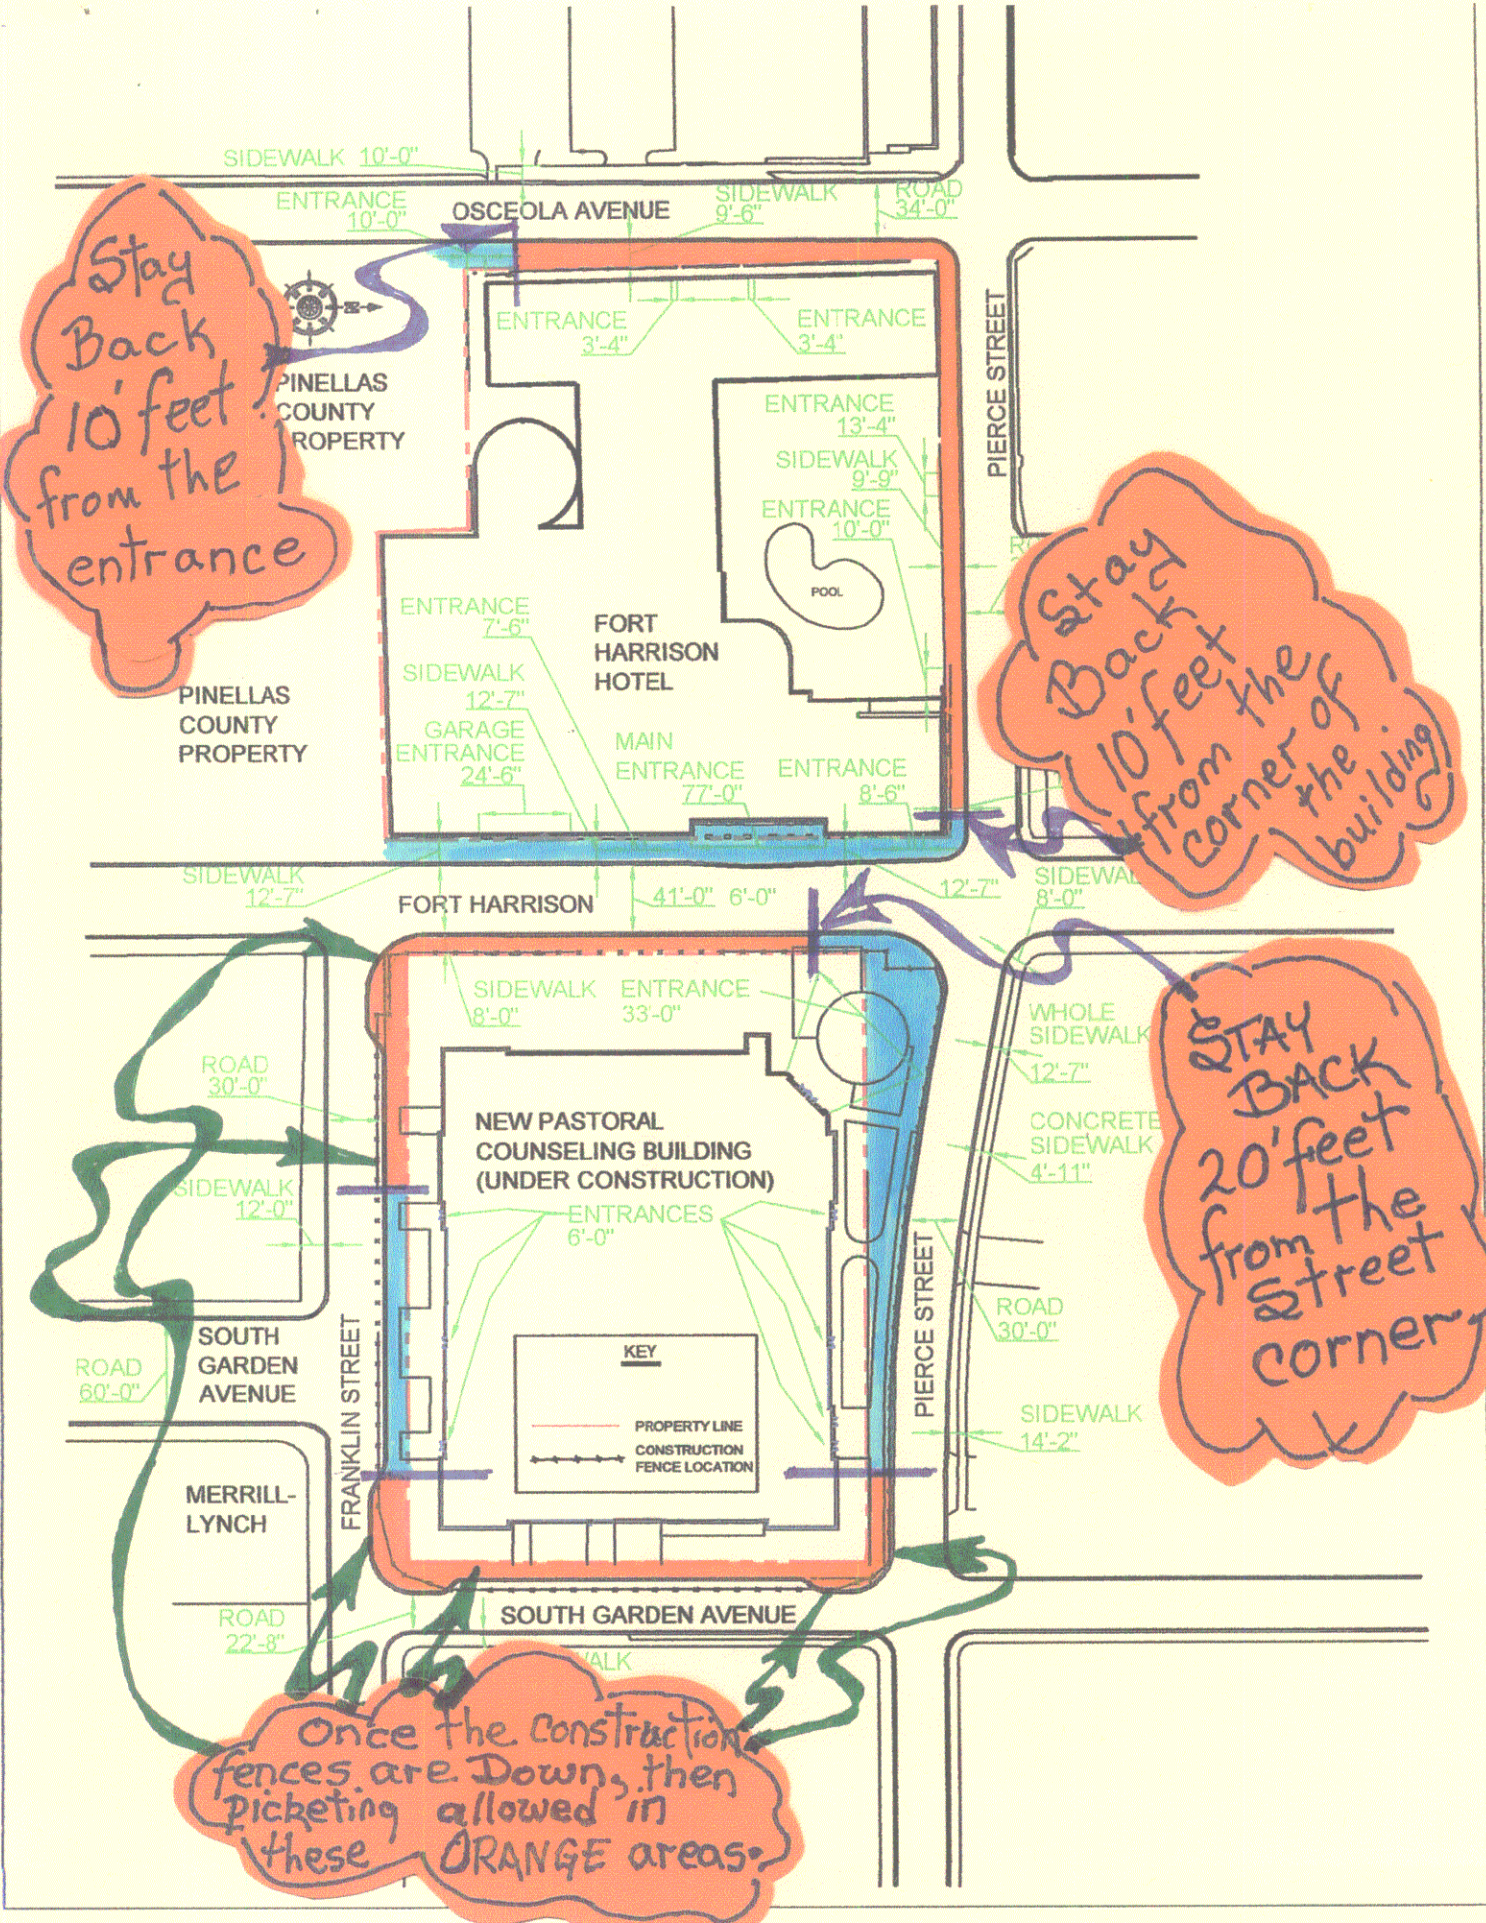 SIDEWALK 10'-0"
ENTRANCE
10'-0"
OSCEOLA AVENUE
SIDEWALK
9'-6"
ROAD
34'-0"
Stay
Back
10' feet
from the
entrance
N
PINELLAS
COUNTY
ROPERTY
ENTRANCE
3'-4"
ENTRANCE
3'-4"
PIERCE STREET
ENTRANCE
13'-4"
SIDEWALK
9'-9"
ENTRANCE
10'-0"
POOL
ENTRANCE
7'-6"
FORT
HARRISON
HOTEL
SIDEWALK
12'-7"
GARAGE
ENTRANCE
24'-6"
MAIN
ENTRANCE
77'-0"
ENTRANCE
8'-6"
PINELLAS
COUNTY
PROPERTY
Stay
Back
10' feet
from the
corner of
the
building
SIDEWALK
12'-7"
FORT HARRISON
41'-0" 6'-0"
12'-7"
SIDEWAL
8'-0"
SIDEWALK
8'-0"
ENTRANCE
33'-0"
WHOLE
SIDEWALK
12'-7"
ROAD
30'-0"
CONCRETE
SIDEWALK
4'-11"
NEW PASTORAL
COUNSELING BUILDING
(UNDER CONSTRUCTION)
STAY
BACK
20' feet
from the
Street
corner
SIDEWALK
12'-0"
ENTRANCES
6'-0"
PIERCE STREET
ROAD
30'-0"
SOUTH
GARDEN
AVENUE
ROAD
60'-0"
FRANKLIN STREET
KEY
PROPERTY LINE
CONSTRUCTION
FENCE LOCATION
SIDEWALK
14'-2"
MERRILL-
LYNCH
ROAD
22'-8"
SOUTH GARDEN AVENUE
WALK
Once the construction
fences are Down, then
picketing allowed in
these ORANGE areas.